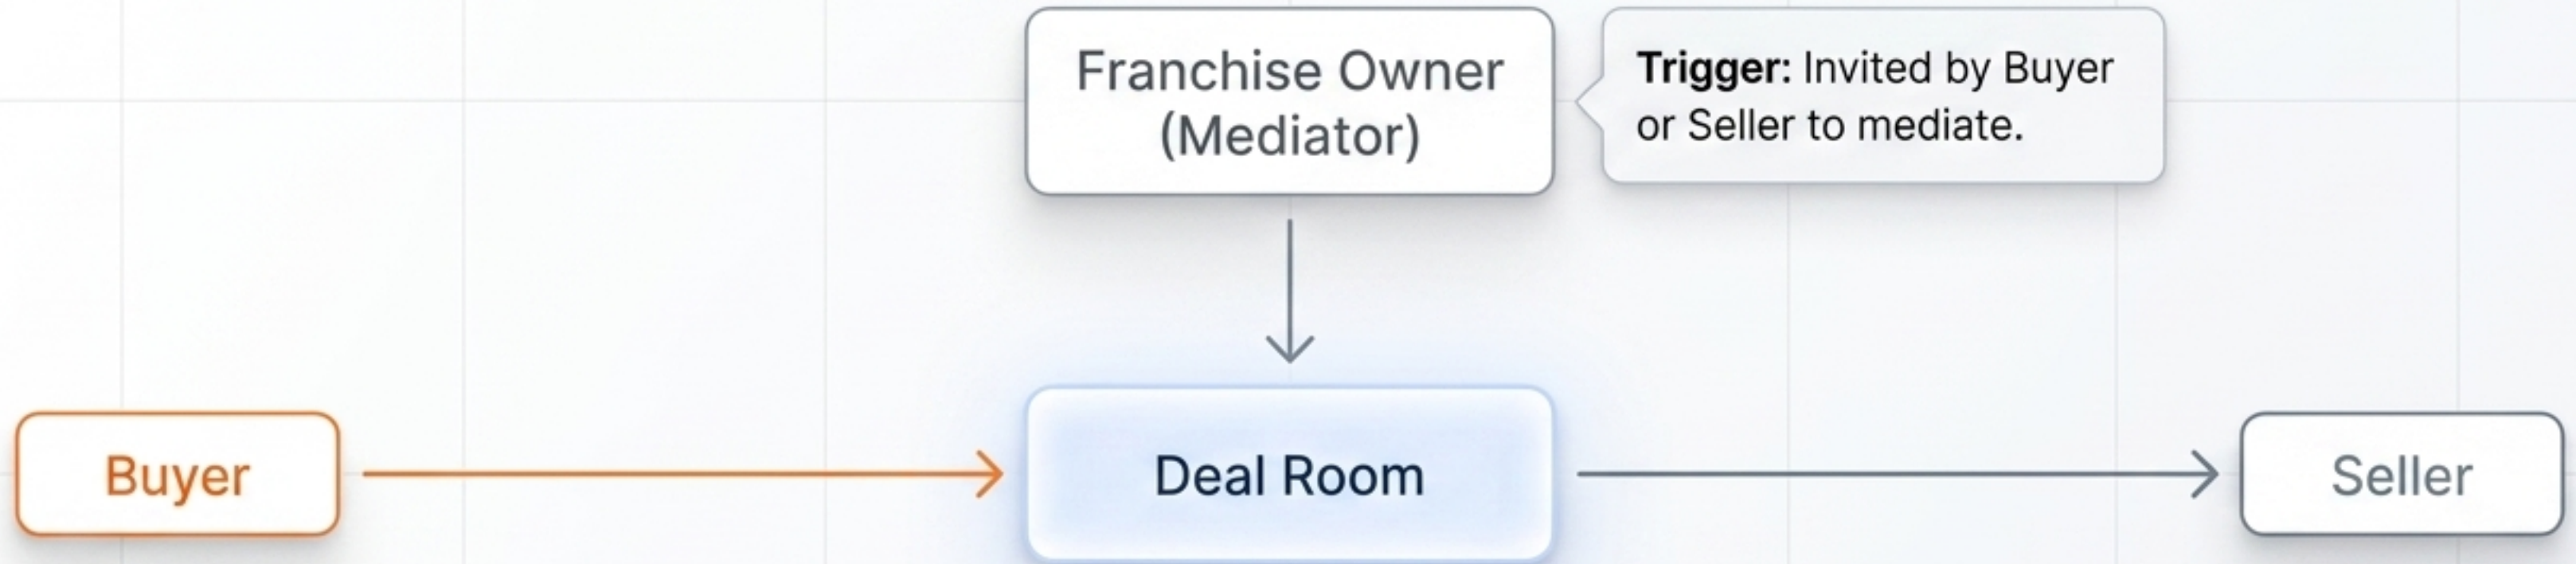 Franchise Owner
(Mediator)
Trigger: Invited by Buyer
or Seller to mediate.
Buyer
Deal Room
Seller